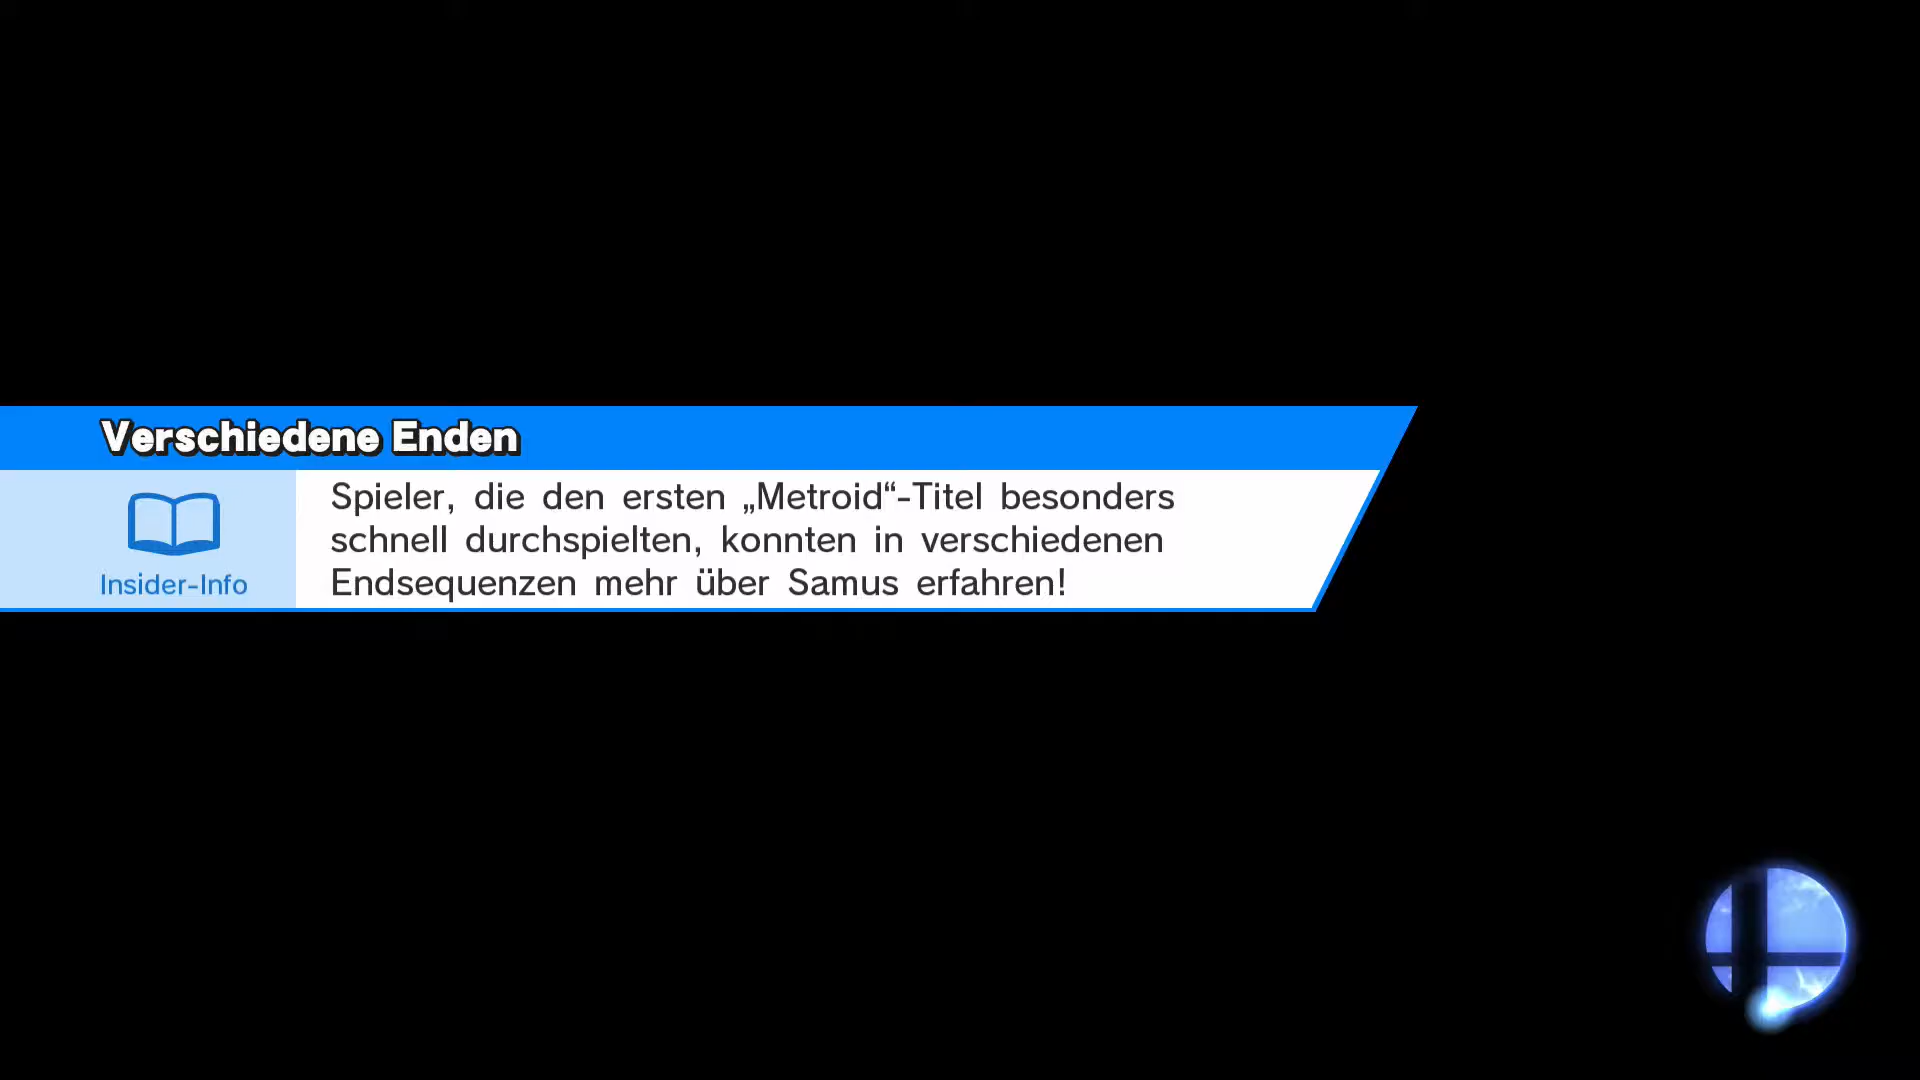 Verschiedene Enden
Insider-Info
Spieler, die den ersten „Metroid“-Titel besonders
schnell durchspielten, konnten in verschiedenen
Endsequenzen mehr über Samus erfahren!